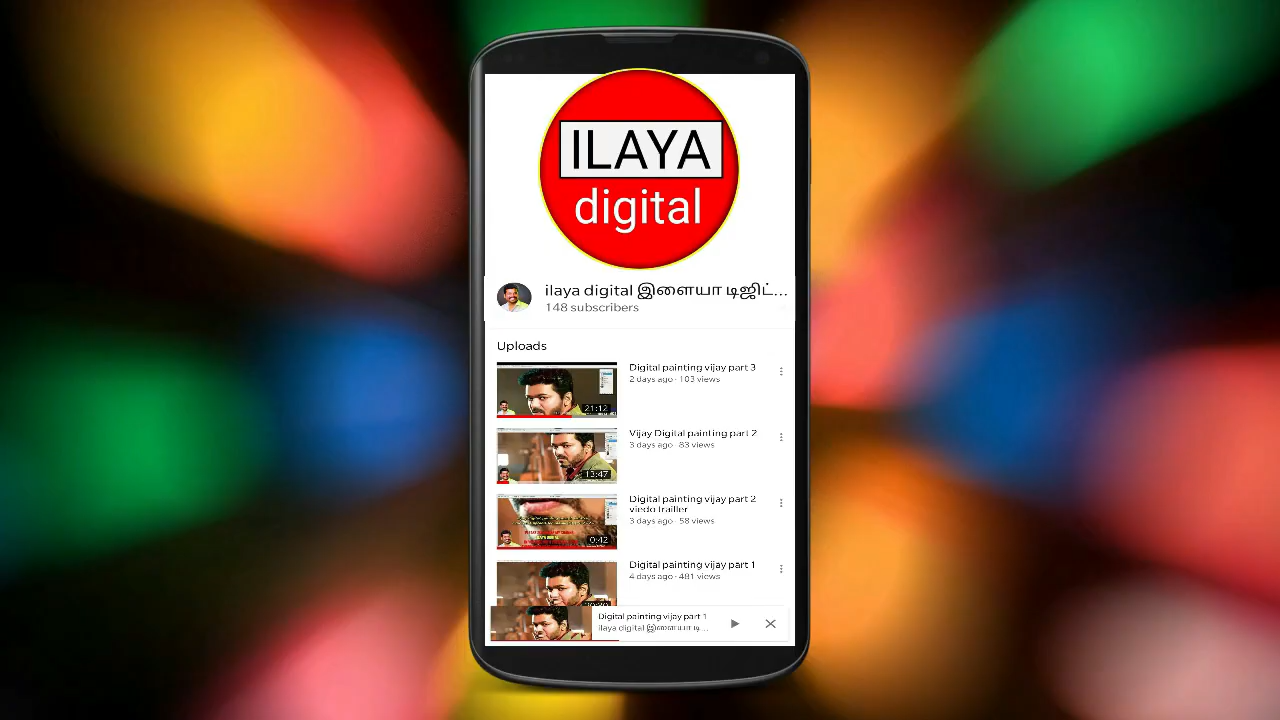 ILAYA
digital
ilaya digital இளையா டிஜிட்...
148 subscribers
Uploads
Digital painting vijay part 3
2 days ago · 103 views
21:12
Vijay Digital painting part 2
3 days ago · 83 views
13:47
Digital painting vijay part 2
viedo trailler
3 days ago · 58 views
0:42
Digital painting vijay part 1
4 days ago · 481 views
Digital painting vijay part 1
ilaya digital இளையா டி...